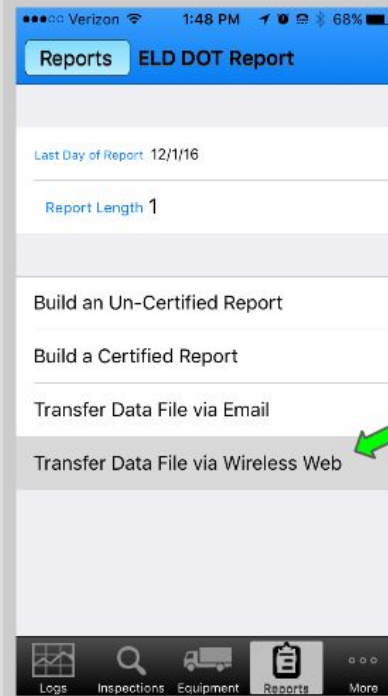 Verizon 1:48 PM 68%
Reports ELD DOT Report
Last Day of Report 12/1/16
Report Length 1
Build an Un-Certified Report
Build a Certified Report
Transfer Data File via Email
Transfer Data File via Wireless Web
Logs Inspections Equipment Reports More